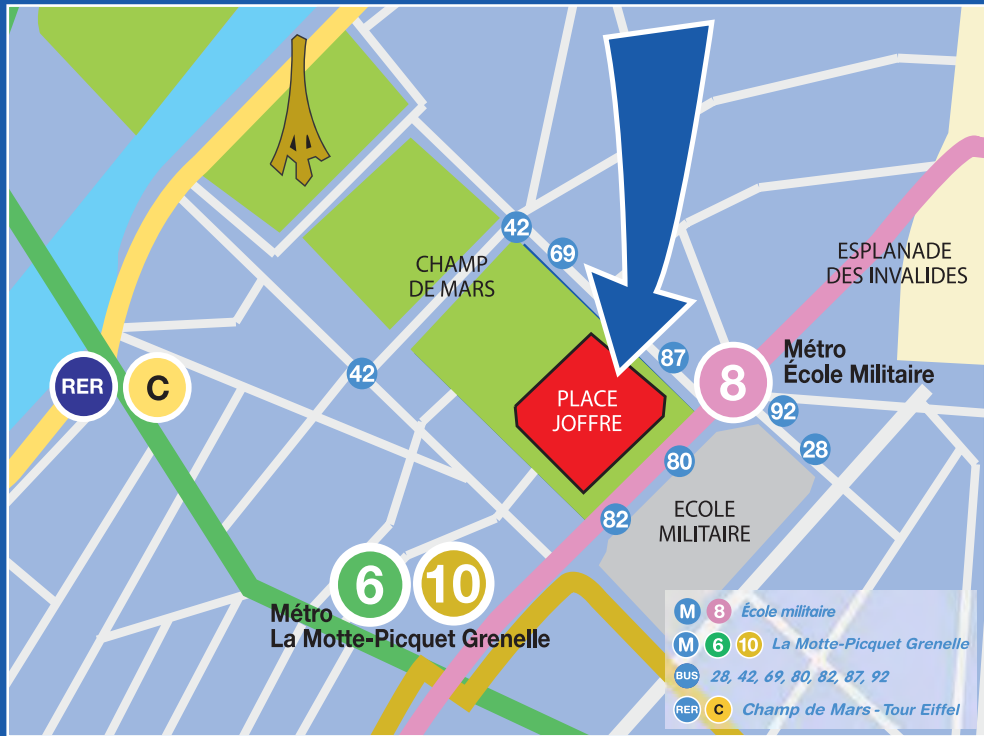 42
69
CHAMP
DE MARS
ESPLANADE
DES INVALIDES
RER
C
42
87
8
Métro
École Militaire
PLACE
JOFFRE
92
28
80
82
ECOLE
MILITAIRE
6
10
Métro
La Motte-Picquet Grenelle
M 8 École militaire
M 6 10 La Motte-Picquet Grenelle
BUS 28, 42, 69, 80, 82, 87, 92
RER C Champ de Mars - Tour Eiffel